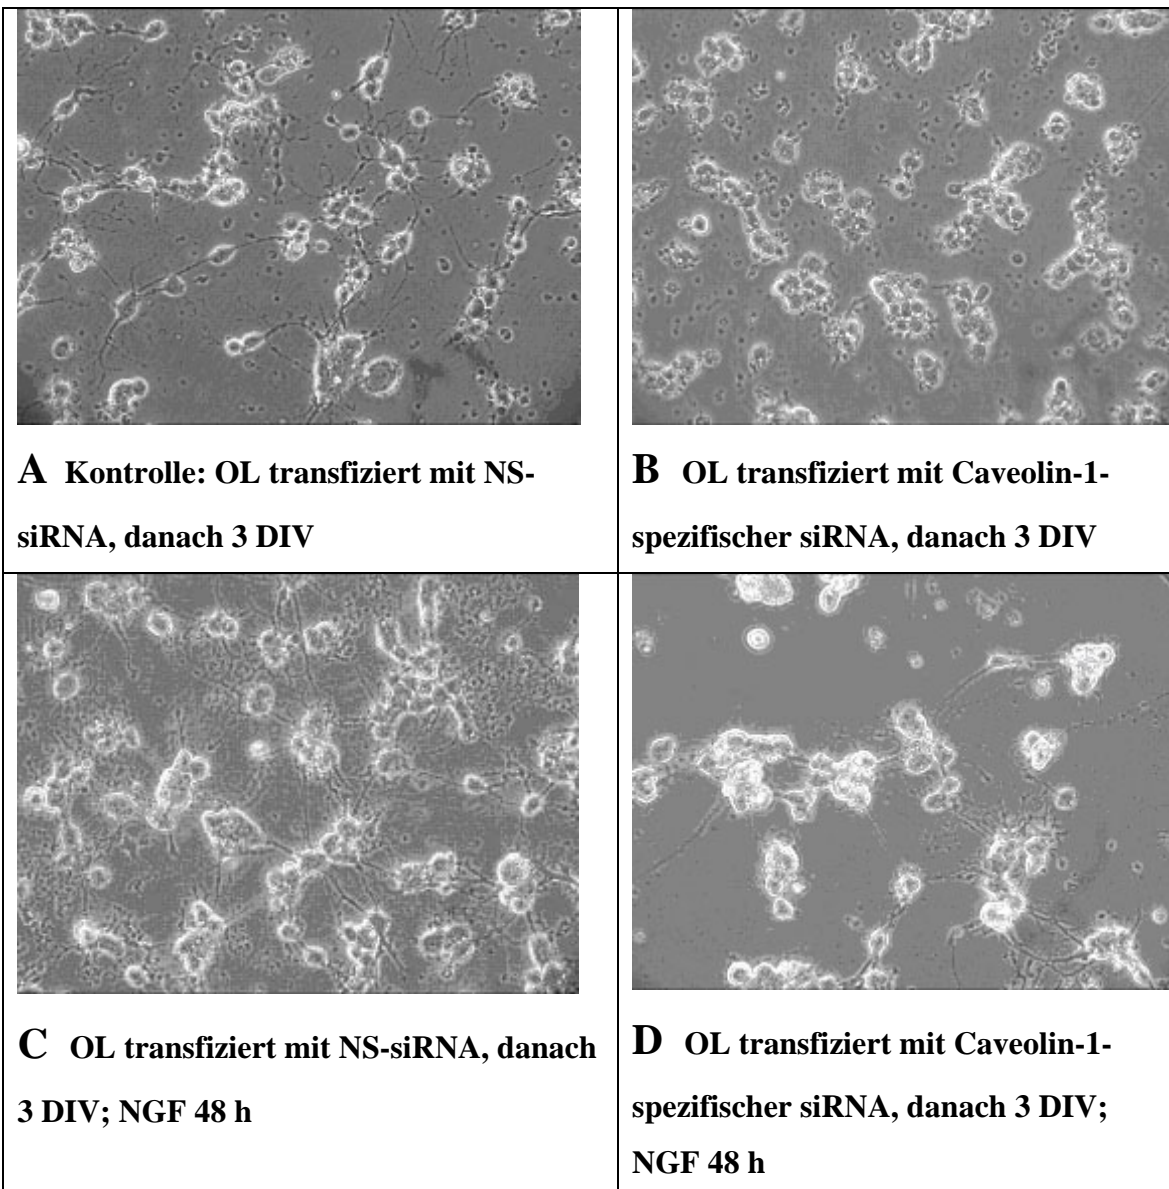 A Kontrolle: OL transfiziert mit NS-
siRNA, danach 3 DIV
B OL transfiziert mit Caveolin-1-
spezifischer siRNA, danach 3 DIV
C OL transfiziert mit NS-siRNA, danach
3 DIV; NGF 48 h
D OL transfiziert mit Caveolin-1-
spezifischer siRNA, danach 3 DIV;
NGF 48 h